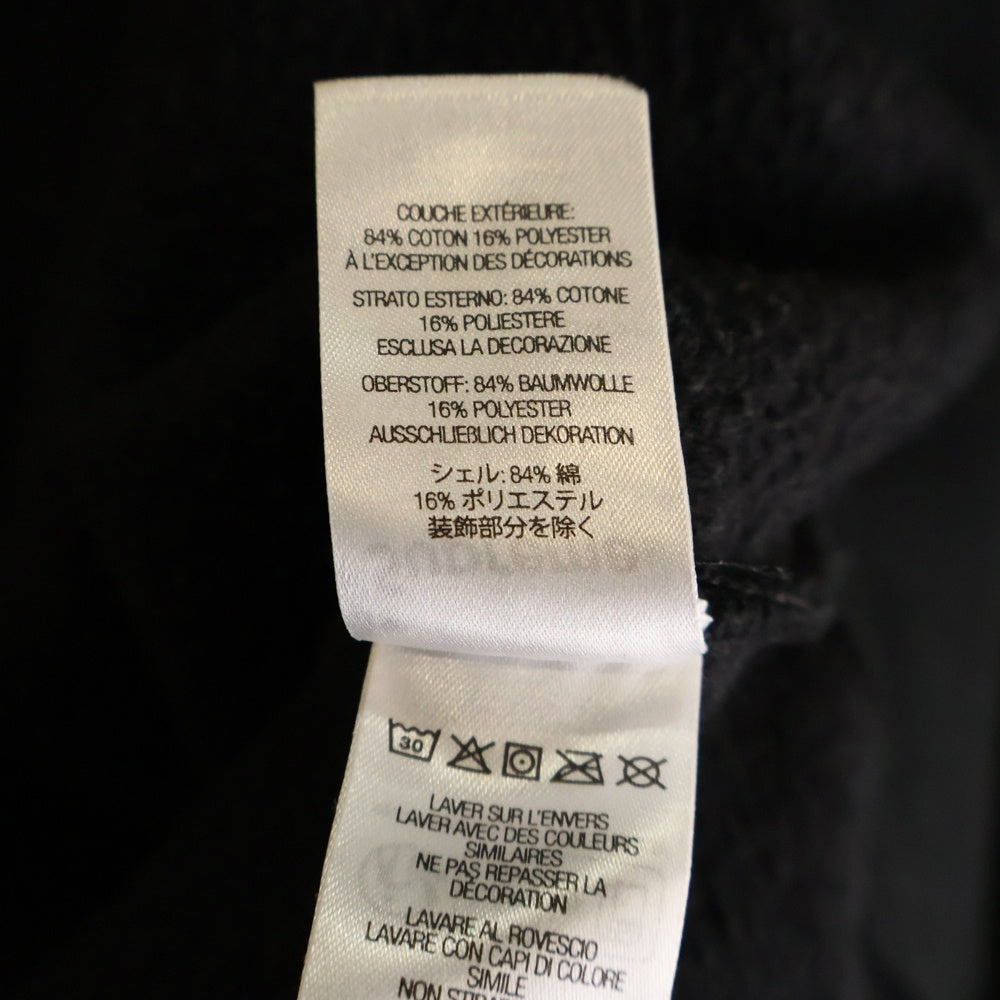 COUCHE EXTÉRIEURE:
84% COTON 16% POLYESTER
À L'EXCEPTION DES DÉCORATIONS
STRATO ESTERNO: 84% COTONE
16% POLIESTERE
ESCLUSA LA DECORAZIONE
OBERSTOFF: 84% BAUMWOLLE
16% POLYESTER
AUSSCHLIEßLICH DEKORATION
シェル: 84% 綿
16% ポリエステル
装飾部分を除く
30
LAVER SUR L'ENVERS
LAVER AVEC DES COULEURS
SIMILAIRES
NE PAS REPASSER LA
DÉCORATION
LAVARE AL ROVESCIO
LAVARE CON CAPI DI COLORE
SIMILE
NON